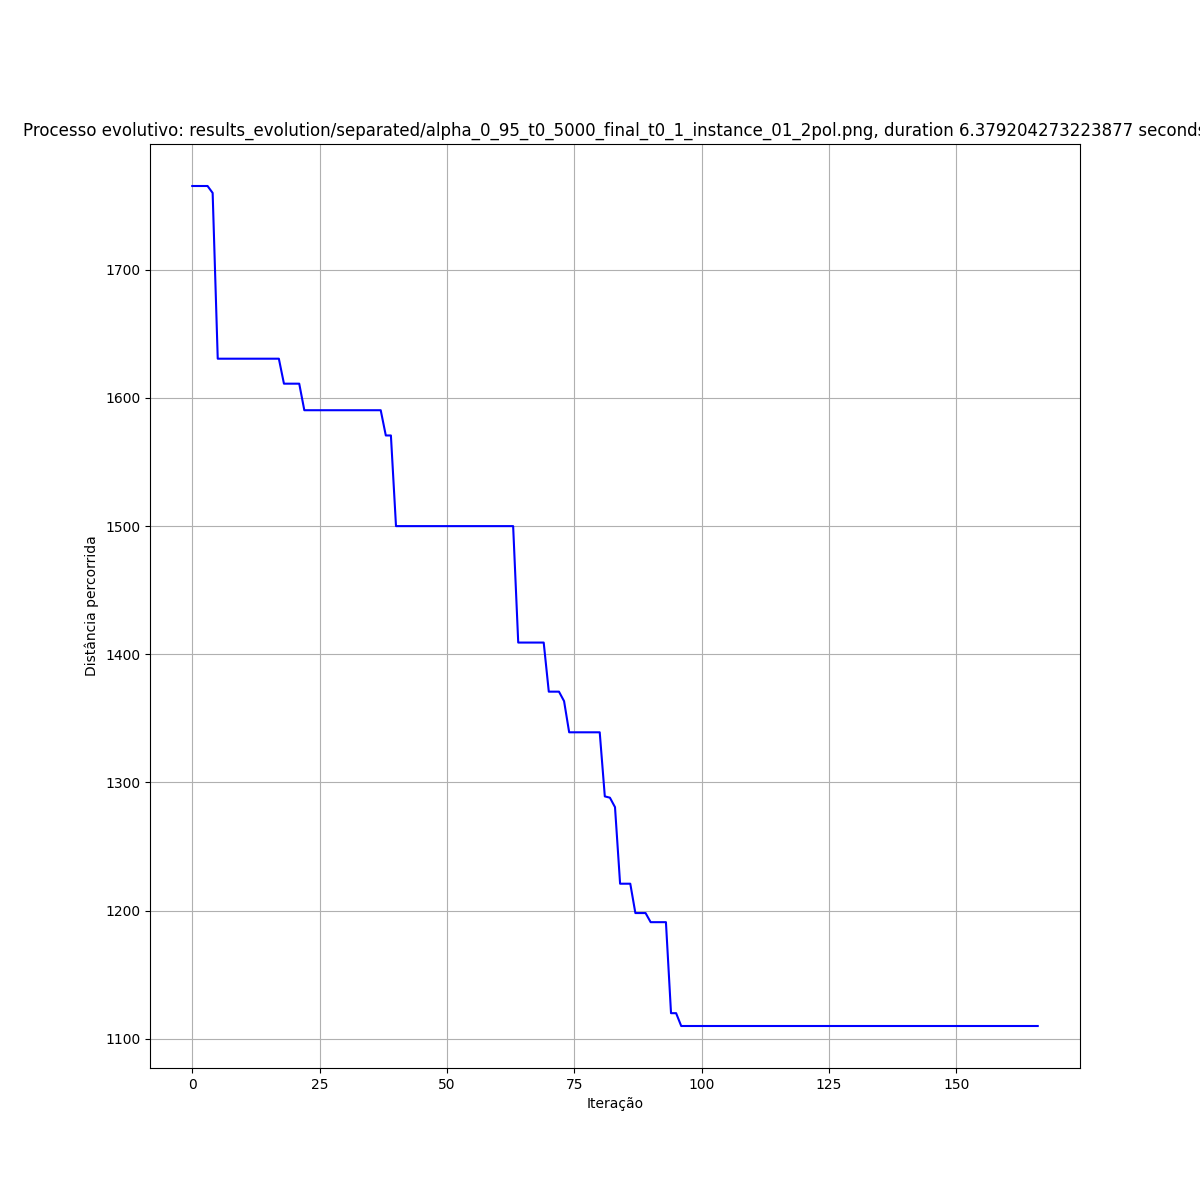 Processo evolutivo: results_evolution/separated/alpha_0_95_t0_5000_final_t0_1_instance_01_2pol.png, duration 6.379204273223877 seconds
1700
1600
1500
1400
1300
1200
1100
Distância percorrida
0 25 50 75 100 125 150
Iteração